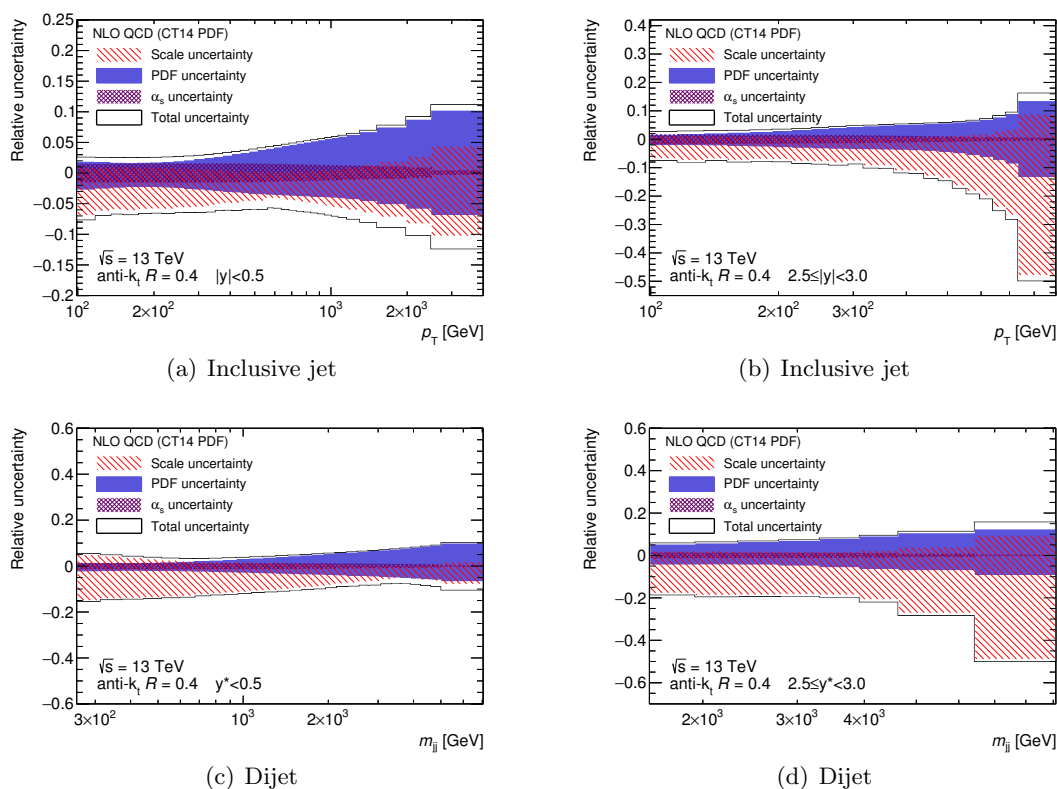 Relative uncertainty
0.25
0.2
0.15
0.1
0.05
0
−0.05
−0.1
−0.15
−0.2
NLO QCD (CT14 PDF)
Scale uncertainty
PDF uncertainty
αs uncertainty
Total uncertainty
√s = 13 TeV
anti-kt R = 0.4 |y|<0.5
10² 2×10² 10³ 2×10³
pT [GeV]
(a) Inclusive jet
Relative uncertainty
0.4
0.3
0.2
0.1
0
−0.1
−0.2
−0.3
−0.4
−0.5
NLO QCD (CT14 PDF)
Scale uncertainty
PDF uncertainty
αs uncertainty
Total uncertainty
√s = 13 TeV
anti-kt R = 0.4 2.5≤|y|<3.0
10² 2×10² 3×10²
pT [GeV]
(b) Inclusive jet
Relative uncertainty
0.6
0.4
0.2
0
−0.2
−0.4
−0.6
NLO QCD (CT14 PDF)
Scale uncertainty
PDF uncertainty
αs uncertainty
Total uncertainty
√s = 13 TeV
anti-kt R = 0.4 y*<0.5
3×10² 10³ 2×10³
mjj [GeV]
(c) Dijet
Relative uncertainty
0.6
0.4
0.2
0
−0.2
−0.4
−0.6
NLO QCD (CT14 PDF)
Scale uncertainty
PDF uncertainty
αs uncertainty
Total uncertainty
√s = 13 TeV
anti-kt R = 0.4 2.5≤y*<3.0
2×10³ 3×10³ 4×10³
mjj [GeV]
(d) Dijet